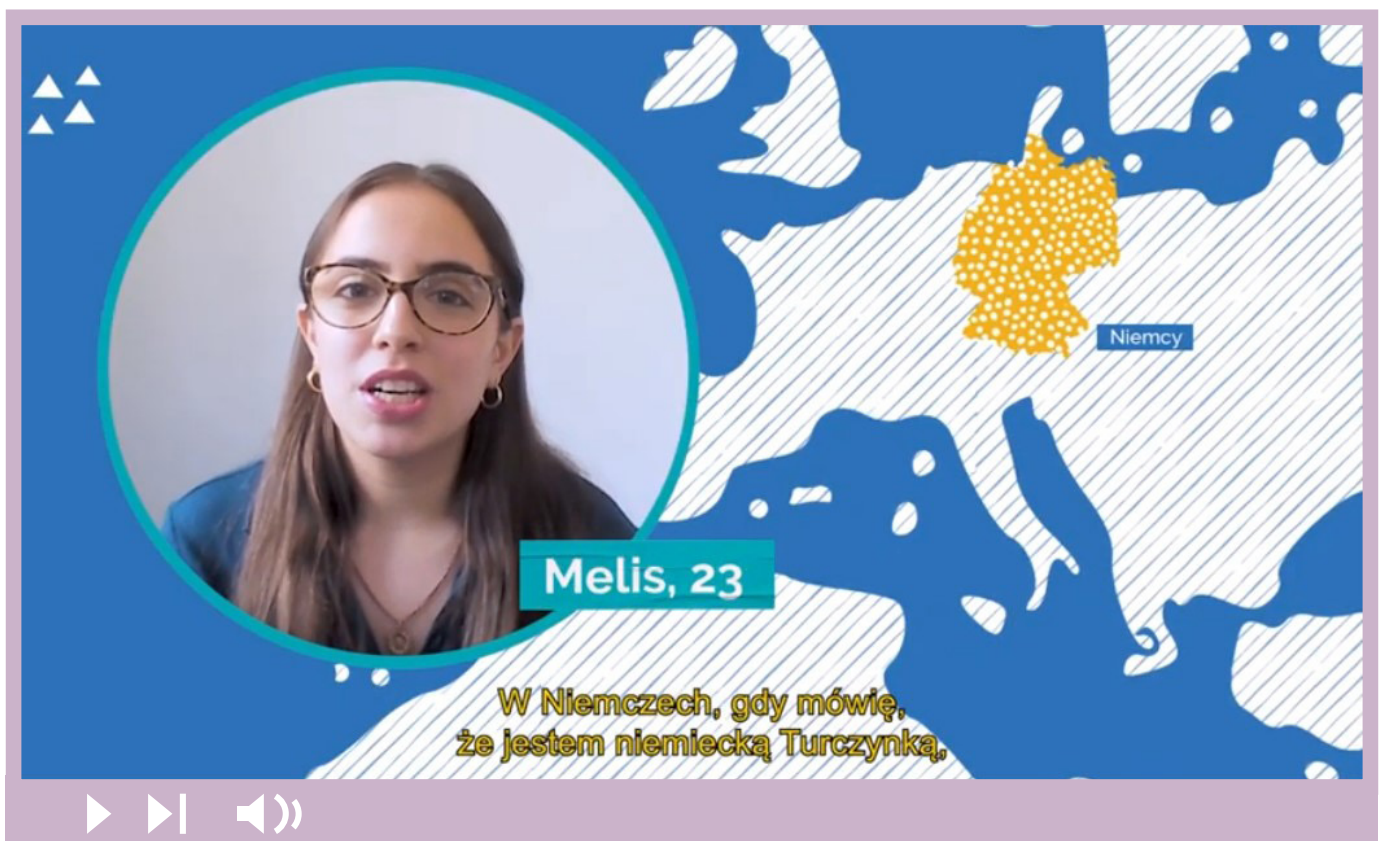 Niemcy
Melis, 23
W Niemczech, gdy mówię,
że jestem niemiecką Turczynką,